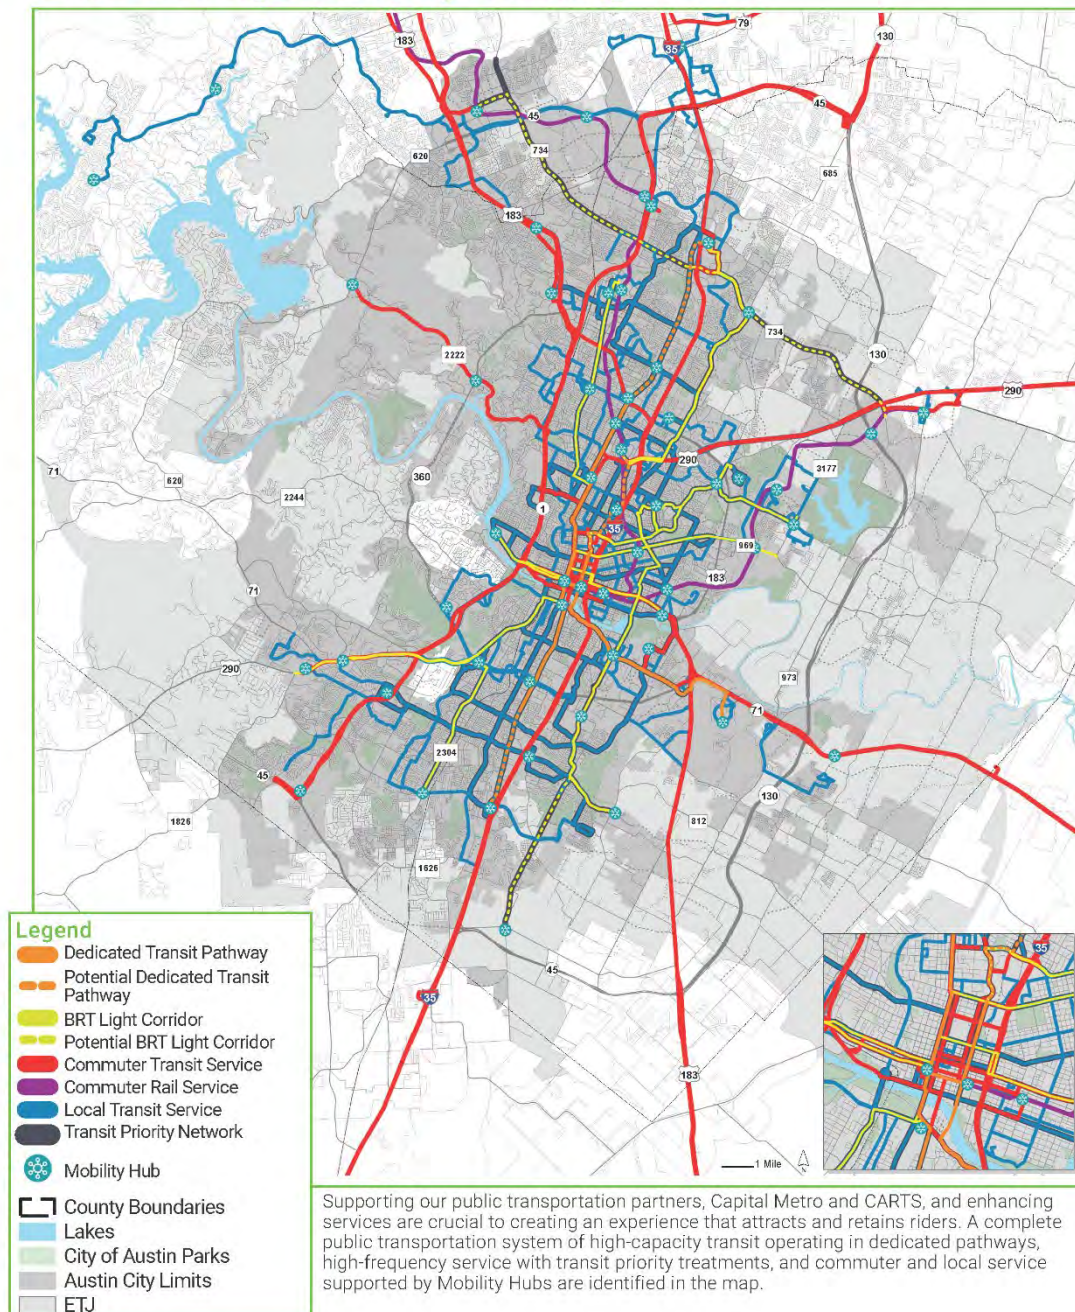 183
79
35
130
45
45
734
620
685
183
734
2222
130
290
71
620
360
290
3177
2244
1
35
969
183
71
290
973
71
2304
45
130
1826
812
1626
45
35
183
35
1 Mile
Legend
Dedicated Transit Pathway
Potential Dedicated Transit
Pathway
BRT Light Corridor
Potential BRT Light Corridor
Commuter Transit Service
Commuter Rail Service
Local Transit Service
Transit Priority Network
Mobility Hub
County Boundaries
Lakes
City of Austin Parks
Austin City Limits
ETJ
Supporting our public transportation partners, Capital Metro and CARTS, and enhancing
services are crucial to creating an experience that attracts and retains riders. A complete
public transportation system of high-capacity transit operating in dedicated pathways,
high-frequency service with transit priority treatments, and commuter and local service
supported by Mobility Hubs are identified in the map.